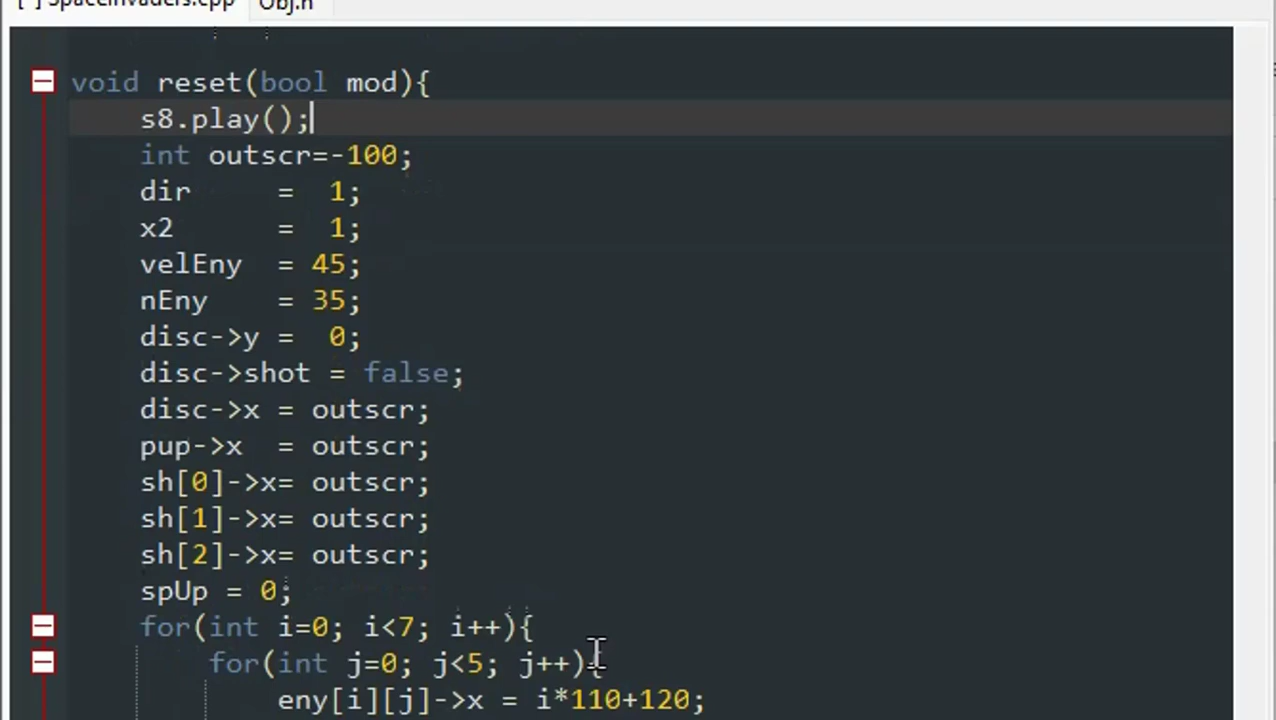 [*] SpaceInvaders.cpp Obj.h
void reset(bool mod){
s8.play();
int outscr=-100;
dir = 1;
x2 = 1;
velEny = 45;
nEny = 35;
disc->y = 0;
disc->shot = false;
disc->x = outscr;
pup->x = outscr;
sh[0]->x= outscr;
sh[1]->x= outscr;
sh[2]->x= outscr;
spUp = 0;
for(int i=0; i<7; i++){
for(int j=0; j<5; j++){
eny[i][j]->x = i*110+120;